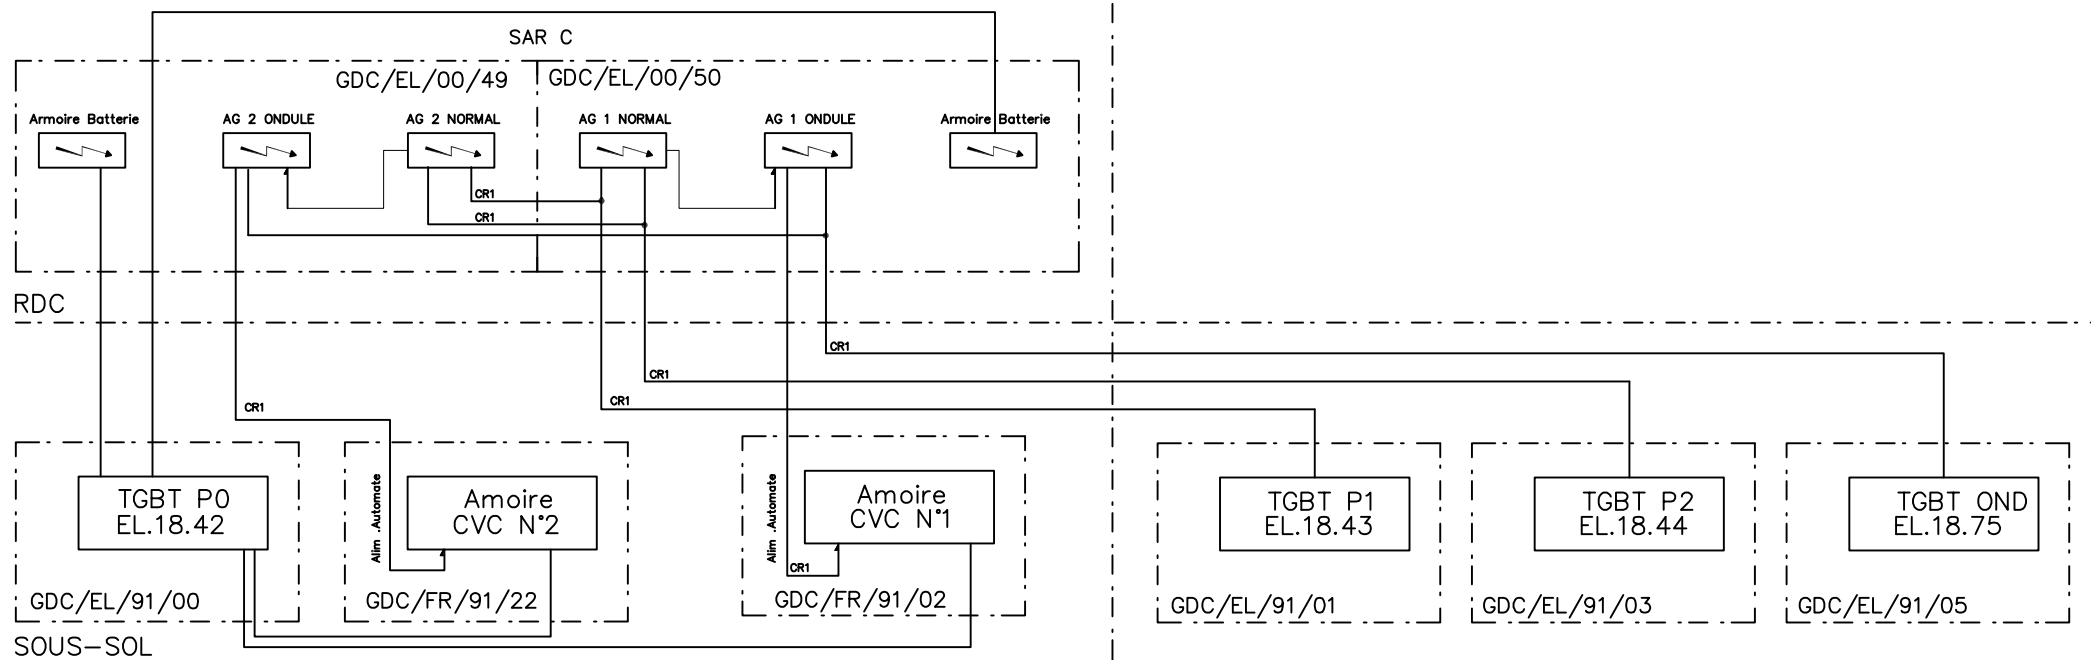 SAR C
GDC/EL/00/49
GDC/EL/00/50
Armoire Batterie
AG 2 ONDULE
AG 2 NORMAL
AG 1 NORMAL
AG 1 ONDULE
Armoire Batterie
CR1
CR1
RDC
CR1
CR1
CR1
CR1
TGBT P0
EL.18.42
GDC/EL/91/00
Alim .Automate
Amoire
CVC N°2
GDC/FR/91/22
Alim .Automate
CR1
Amoire
CVC N°1
GDC/FR/91/02
TGBT P1
EL.18.43
GDC/EL/91/01
TGBT P2
EL.18.44
GDC/EL/91/03
TGBT OND
EL.18.75
GDC/EL/91/05
SOUS-SOL